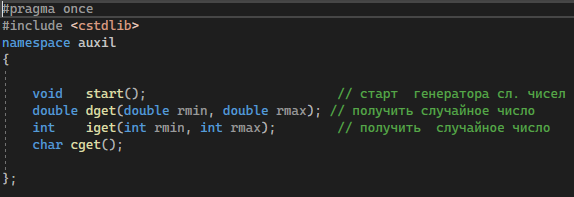 #pragma once
#include <cstdlib>
namespace auxil
{
void start(); // старт генератора сл. чисел
double dget(double rmin, double rmax); // получить случайное число
int iget(int rmin, int rmax); // получить случайное число
char cget();
};